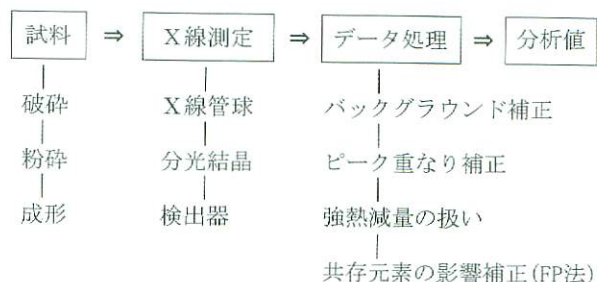 試料 ⇒ X線測定 ⇒ データ処理 ⇒ 分析値
破砕 X線管球 バックグラウンド補正
粉砕 分光結晶 ピーク重なり補正
成形 検出器 強熱減量の扱い
共存元素の影響補正(FP法)